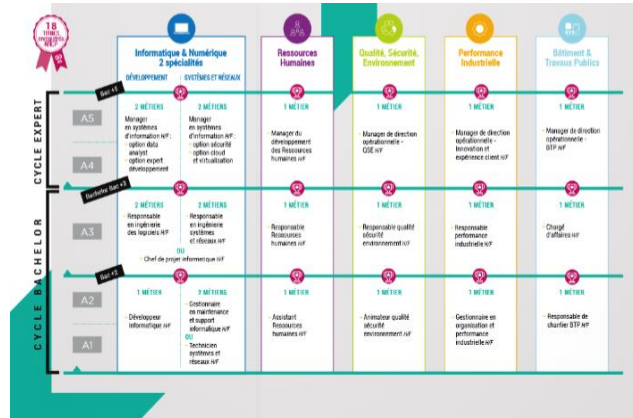 18
TITRES
CERTIFIÉS
Informatique & Numérique
2 spécialités
DÉVELOPPEMENT
SYSTÈMES ET RÉSEAUX
Ressources
Humaines
Qualité, Sécurité,
Environnement
Performance
Industrielle
Bâtiment &
Travaux Publics
CYCLE EXPERT
Bac +5
A5
A4
2 MÉTIERS
Manager
en systèmes
d'information H/F :
- option data
analyst
- option expert
développement
2 MÉTIERS
Manager
en systèmes
d'information H/F :
- option sécurité
- option cloud
et virtualisation
1 MÉTIER
- Manager du
développement
des Ressources
humaines H/F
1 MÉTIER
- Manager de direction
opérationnelle -
QSE H/F
1 MÉTIER
- Manager de direction
opérationnelle -
Innovation et
expérience client H/F
1 MÉTIER
- Manager de direction
opérationnelle -
BTP H/F
CYCLE BACHELOR
Bachelor Bac +3
A3
2 MÉTIERS
- Responsable
en ingénierie
des logiciels H/F
2 MÉTIERS
- Responsable
en ingénierie
systèmes
et réseaux H/F
OU
- Chef de projet informatique H/F
1 MÉTIER
- Responsable
Ressources
humaines H/F
1 MÉTIER
- Responsable qualité
sécurité
environnement H/F
1 MÉTIER
- Responsable
performance
industrielle H/F
1 MÉTIER
- Chargé
d'affaires H/F
Bac +2
A2
A1
1 MÉTIER
- Développeur
informatique H/F
2 MÉTIERS
- Gestionnaire
en maintenance
et support
informatique H/F
OU
- Technicien
systèmes et
réseaux H/F
1 MÉTIER
- Assistant
Ressources
humaines H/F
1 MÉTIER
- Animateur qualité
sécurité
environnement H/F
1 MÉTIER
- Gestionnaire en
organisation et
performance
industrielle H/F
1 MÉTIER
- Responsable de
chantier BTP H/F